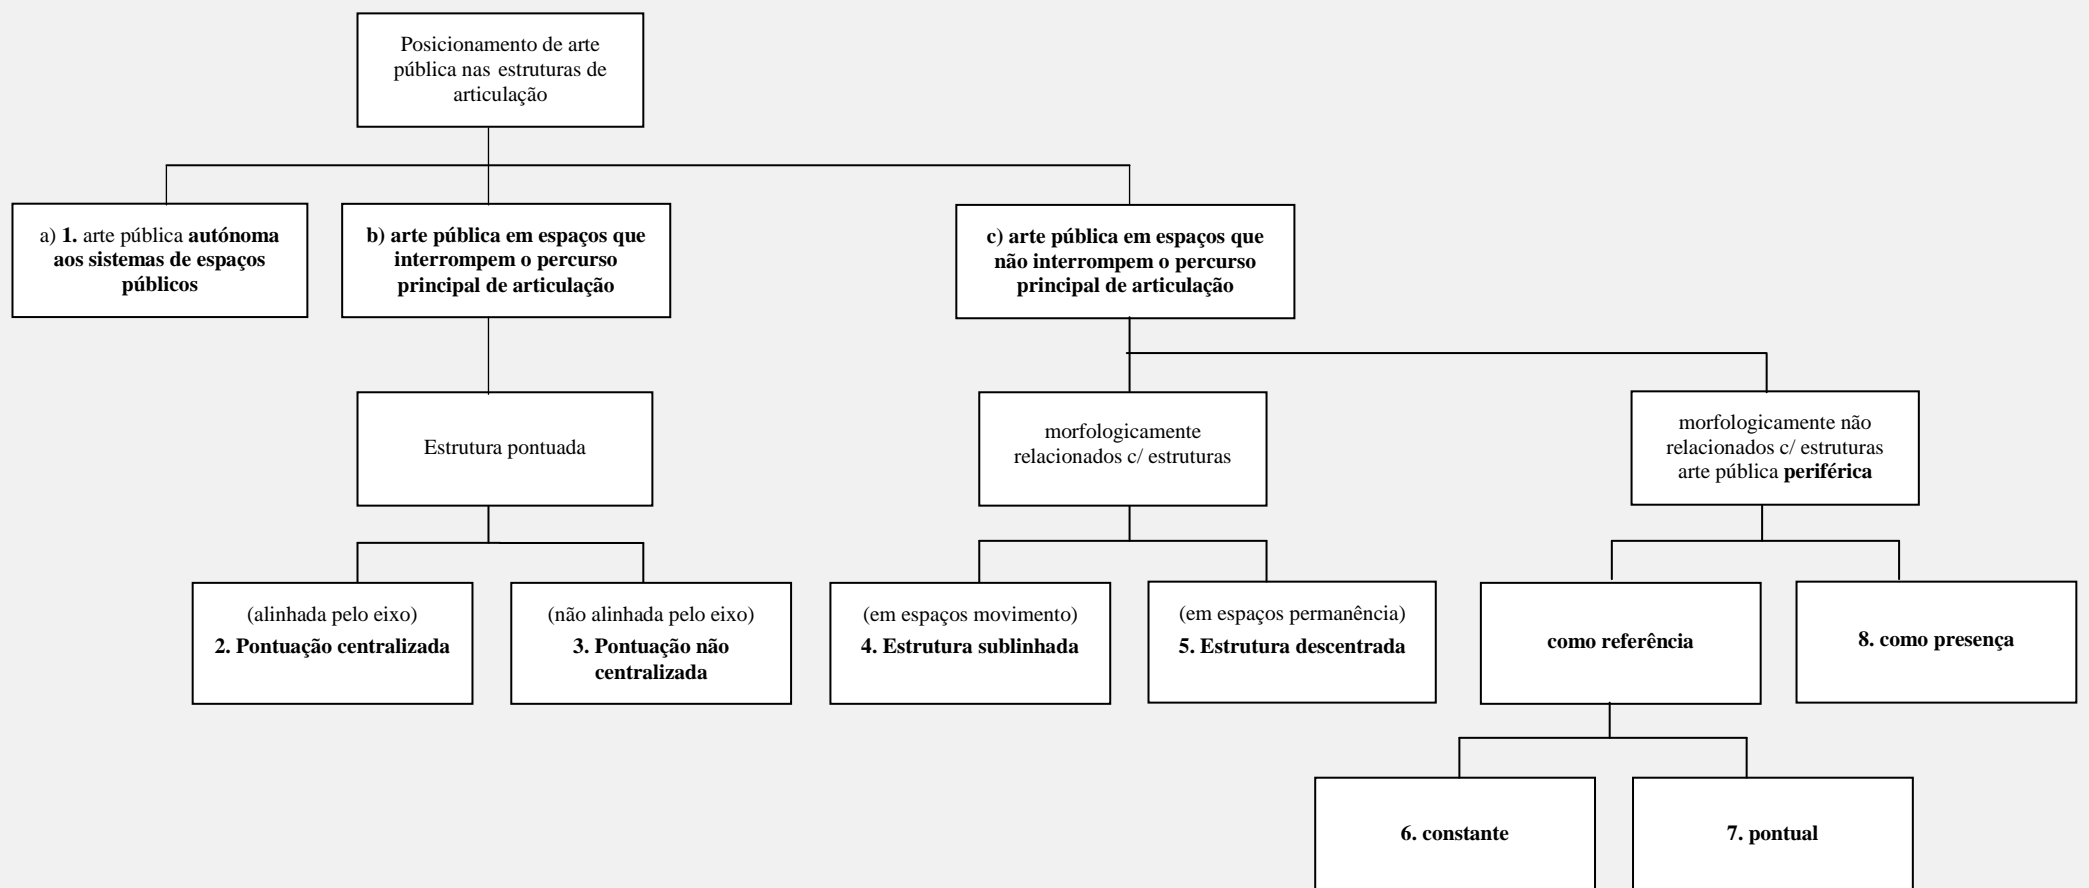 Posicionamento de arte
pública nas estruturas de
articulação
a) 1. arte pública autónoma
aos sistemas de espaços
públicos
b) arte pública em espaços que
interrompem o percurso
principal de articulação
c) arte pública em espaços que
não interrompem o percurso
principal de articulação
Estrutura pontuada
morfologicamente
relacionados c/ estruturas
morfologicamente não
relacionados c/ estruturas
arte pública periférica
(alinhada pelo eixo)
2. Pontuação centralizada
(não alinhada pelo eixo)
3. Pontuação não
centralizada
(em espaços movimento)
4. Estrutura sublinhada
(em espaços permanência)
5. Estrutura descentrada
como referência
8. como presença
6. constante
7. pontual